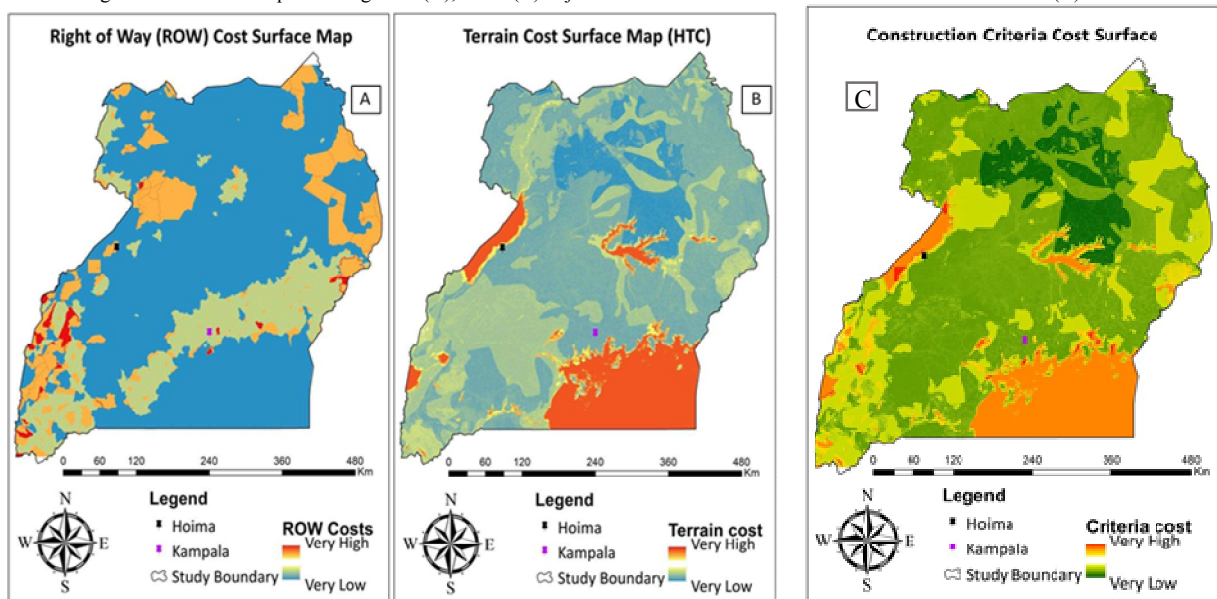 Right of Way (ROW) Cost Surface Map
A
0 60 120 240 360 480
Km
N
W E
S
Legend
Hoima
Kampala
Study Boundary
ROW Costs
Very High
Very Low
Terrain Cost Surface Map (HTC)
B
0 60 120 240 360 480
Km
N
W E
S
Legend
Hoima
Kampala
Study Boundary
Terrain cost
Very High
Very Low
Construction Criteria Cost Surface
C
0 60 120 240 360 480
Km
N
W E
S
Legend
Hoima
Kampala
Study Boundary
Criteria cost
Very High
Very Low